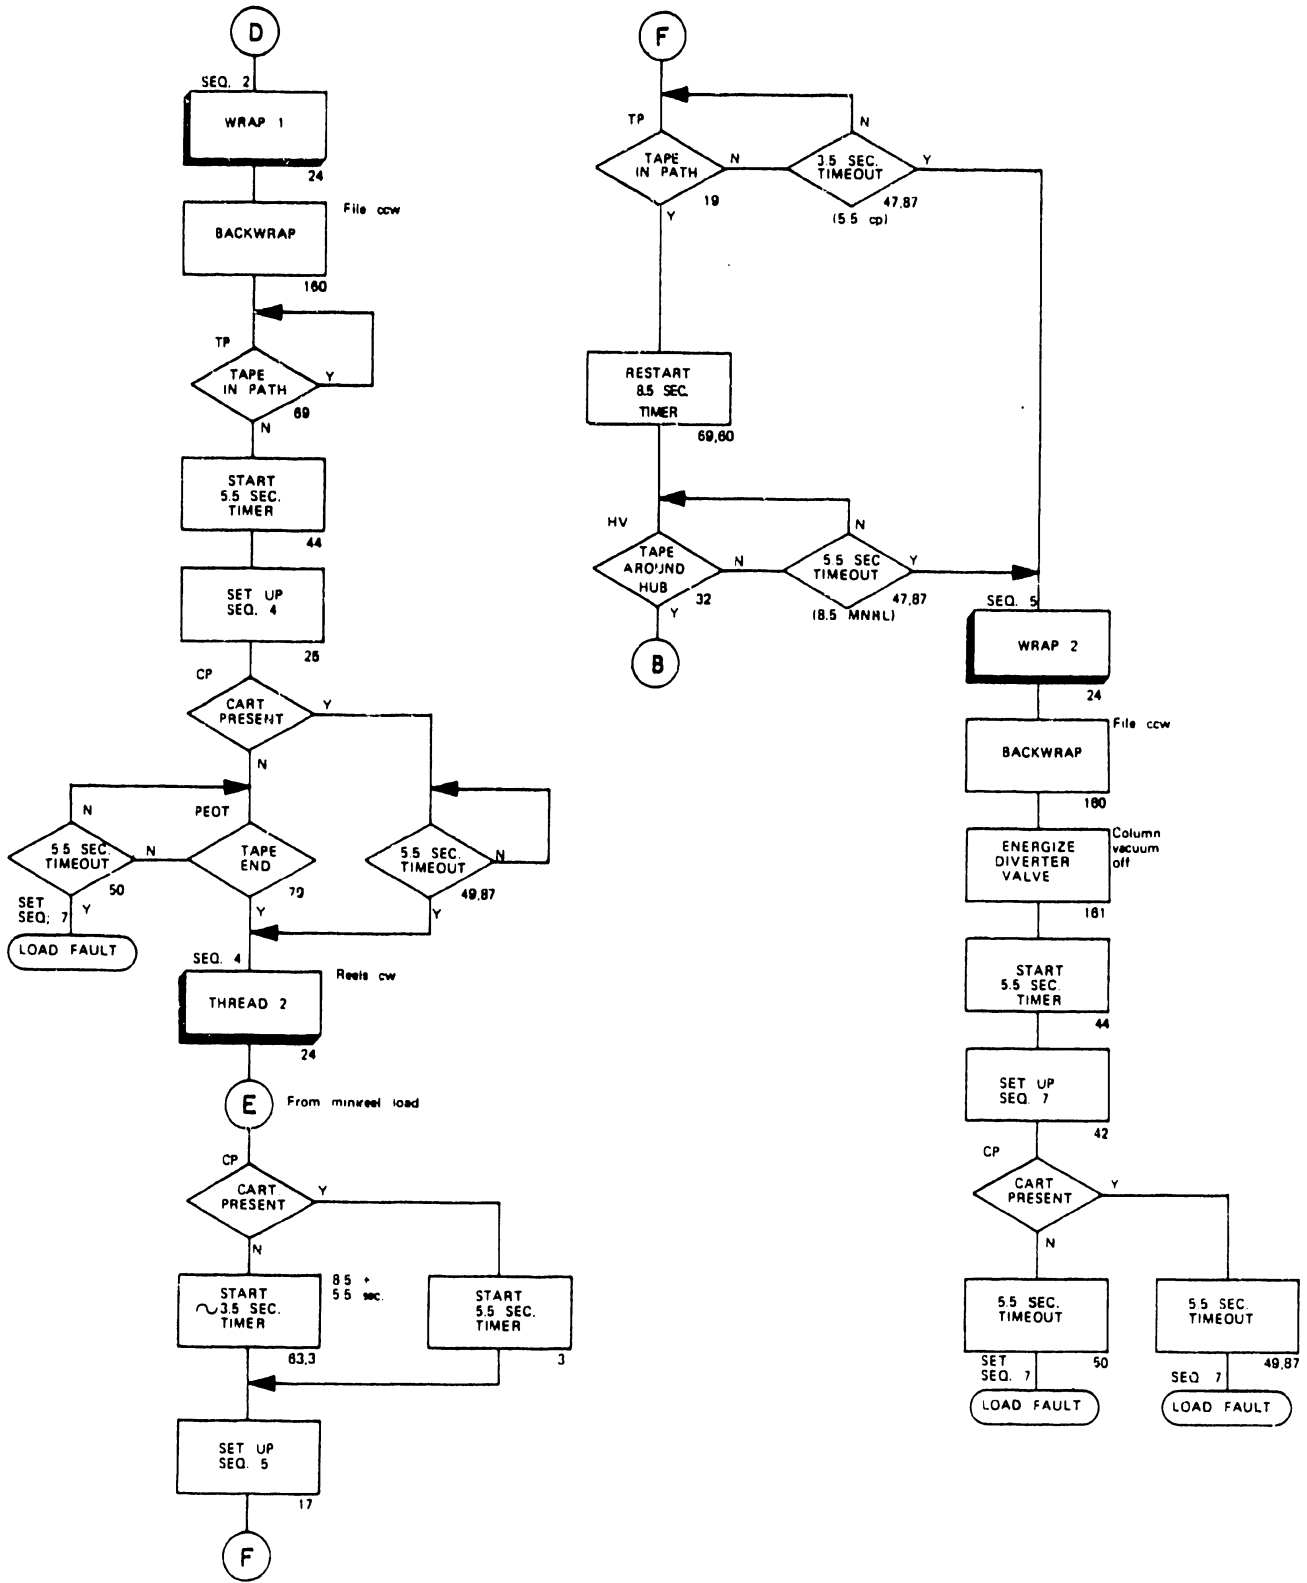 D
SEQ. 2
WRAP 1
24
File ccw
BACKWRAP
160
TP
TAPE
IN PATH
Y
69
N
START
5.5 SEC.
TIMER
44
SET UP
SEQ. 4
25
CP
CART
PRESENT
Y
N
N
PEOT
5.5 SEC.
TIMEOUT
N
TAPE
END
5.5 SEC.
TIMEOUT
N
50
79
49,87
SET
SEQ; 7
Y
Y
Y
LOAD FAULT
SEQ. 4
Reels cw
THREAD 2
24
E
From minireel load
CP
CART
PRESENT
Y
N
START
~3.5 SEC.
TIMER
8.5 +
5.5 sec.
START
5.5 SEC.
TIMER
63,3
3
SET UP
SEQ. 5
17
F
F
TP
N
TAPE
IN PATH
N
3.5 SEC.
TIMEOUT
Y
19
47,87
Y
(5.5 cp)
RESTART
8.5 SEC.
TIMER
69,60
HV
N
TAPE
AROUND
HUB
N
5.5 SEC
TIMEOUT
Y
32
47,87
Y
(8.5 MNRL)
B
SEQ. 5
WRAP 2
24
File ccw
BACKWRAP
160
ENERGIZE
DIVERTER
VALVE
Column
vacuum
off
161
START
5.5 SEC.
TIMER
44
SET UP
SEQ. 7
42
CP
CART
PRESENT
Y
N
5.5 SEC.
TIMEOUT
5.5 SEC.
TIMEOUT
SET
SEQ. 7
50
SEQ 7
49,87
LOAD FAULT
LOAD FAULT